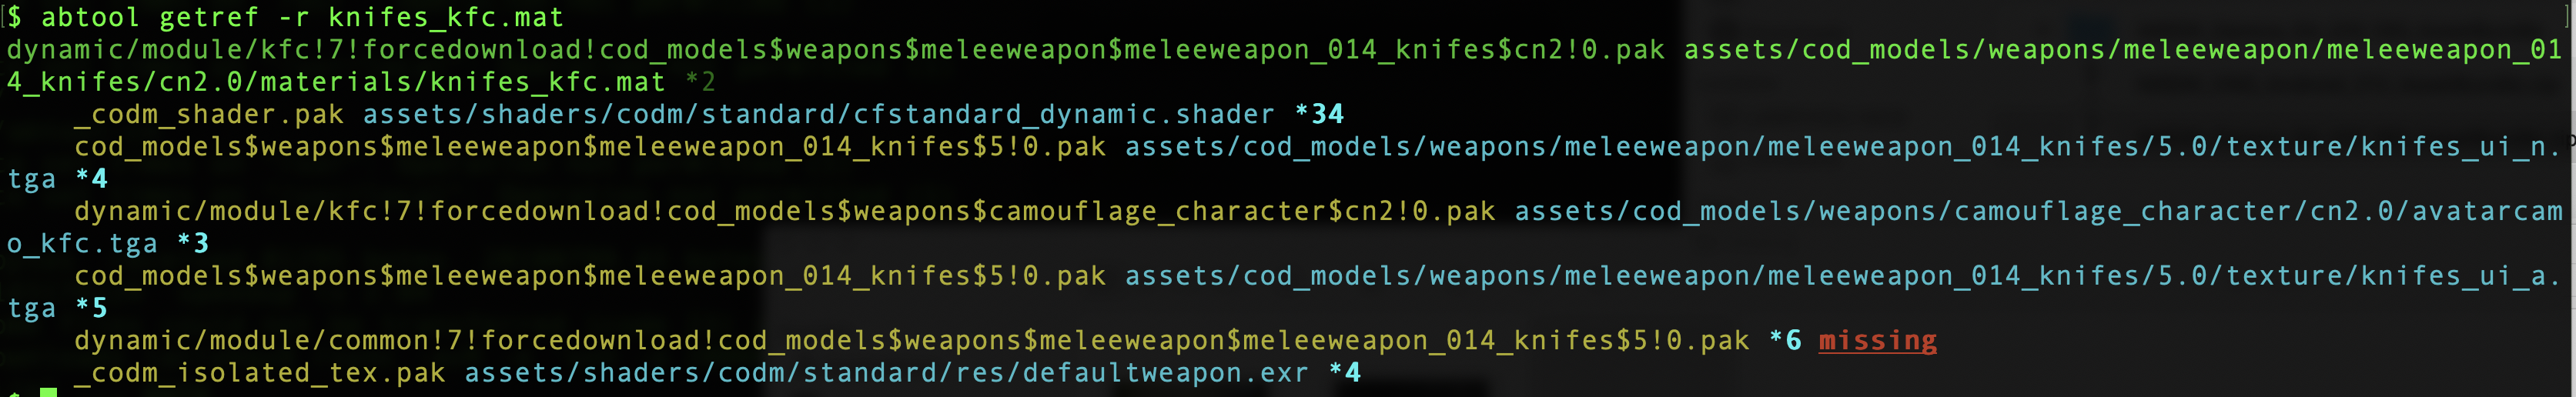 [$ abtool getref -r knifes_kfc.mat ]
dynamic/module/kfc!7!forcedownload!cod_models$weapons$meleeweapon$meleeweapon_014_knifes$cn2!0.pak assets/cod_models/weapons/meleeweapon/meleeweapon_01
4_knifes/cn2.0/materials/knifes_kfc.mat *2
_codm_shader.pak assets/shaders/codm/standard/cfstandard_dynamic.shader *34
cod_models$weapons$meleeweapon$meleeweapon_014_knifes$5!0.pak assets/cod_models/weapons/meleeweapon/meleeweapon_014_knifes/5.0/texture/knifes_ui_n.
tga *4
dynamic/module/kfc!7!forcedownload!cod_models$weapons$camouflage_character$cn2!0.pak assets/cod_models/weapons/camouflage_character/cn2.0/avatarcam
o_kfc.tga *3
cod_models$weapons$meleeweapon$meleeweapon_014_knifes$5!0.pak assets/cod_models/weapons/meleeweapon/meleeweapon_014_knifes/5.0/texture/knifes_ui_a.
tga *5
dynamic/module/common!7!forcedownload!cod_models$weapons$meleeweapon$meleeweapon_014_knifes$5!0.pak *6 missing
_codm_isolated_tex.pak assets/shaders/codm/standard/res/defaultweapon.exr *4
$